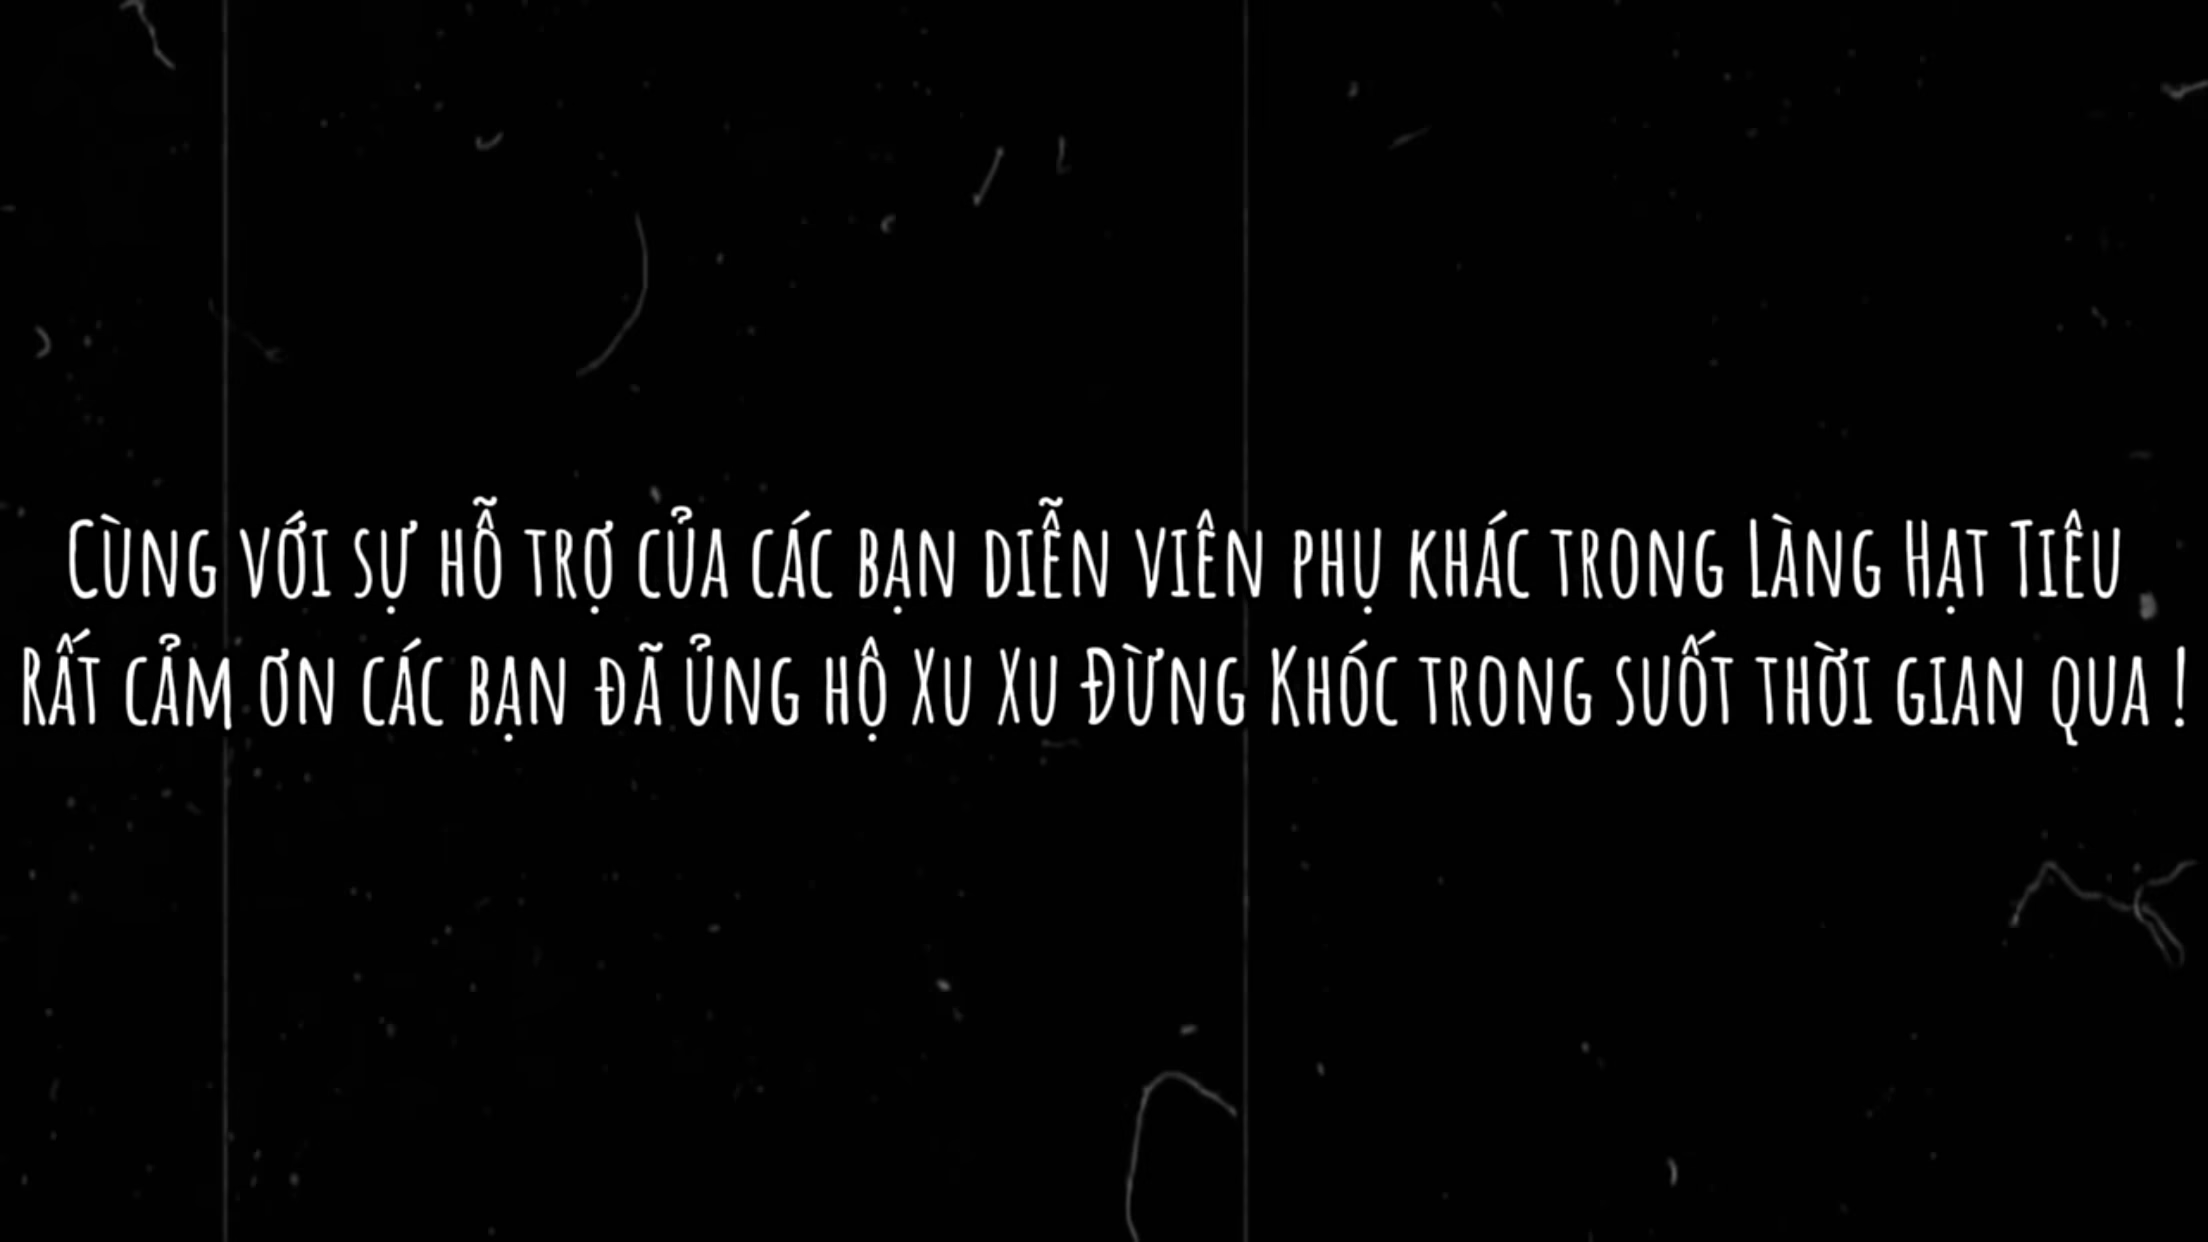 Cùng với sự hỗ trợ của các bạn diễn viên phụ khác trong Làng Hạt Tiêu
Rất cảm ơn các bạn đã ủng hộ Xu Xu Đừng Khóc trong suốt thời gian qua !